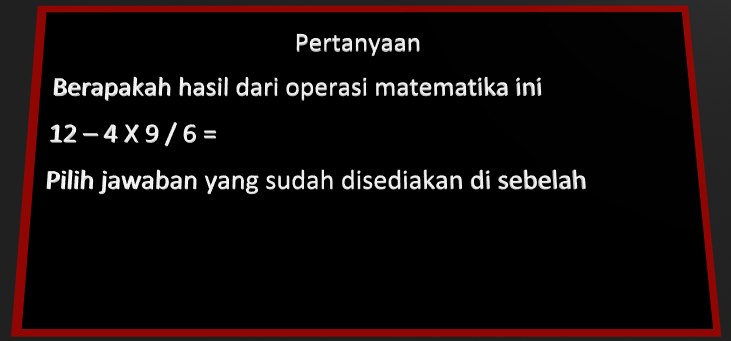 Pertanyaan
Berapakah hasil dari operasi matematika ini
12 – 4 X 9 / 6 =
Pilih jawaban yang sudah disediakan di sebelah